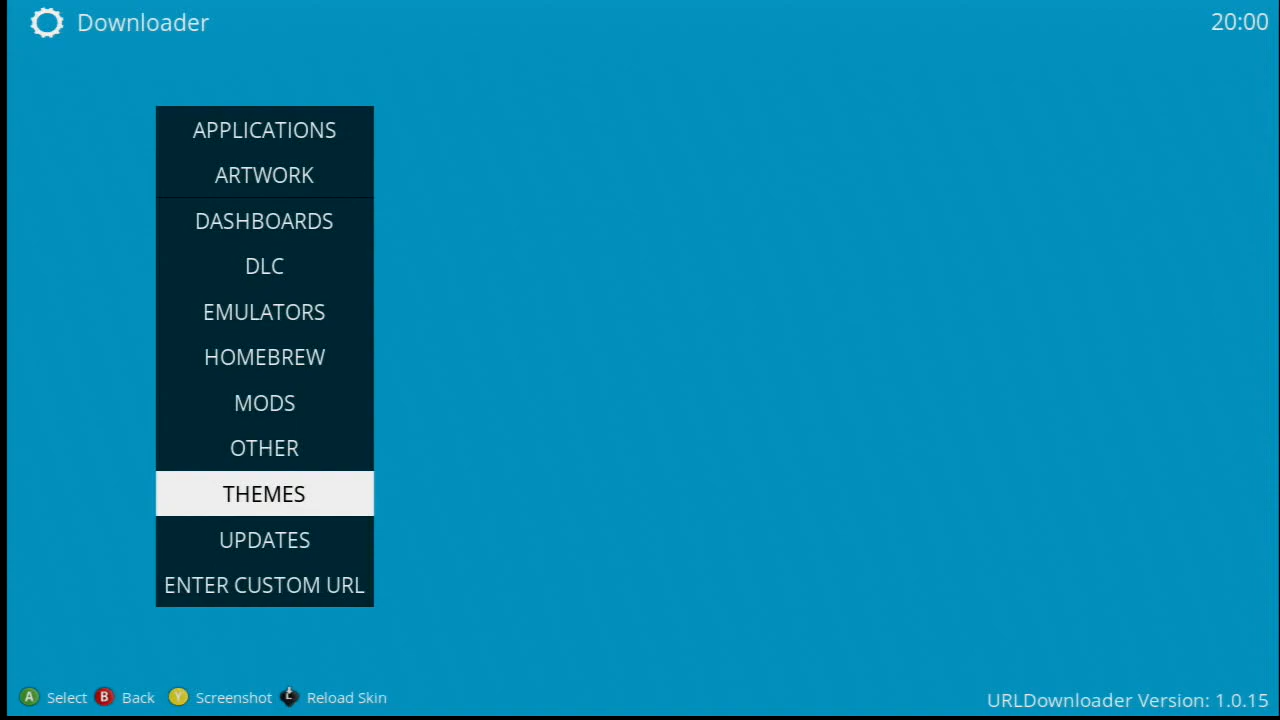 Downloader
20:00
APPLICATIONS
ARTWORK
DASHBOARDS
DLC
EMULATORS
HOMEBREW
MODS
OTHER
THEMES
UPDATES
ENTER CUSTOM URL
A Select B Back Y Screenshot L Reload Skin
URLDownloader Version: 1.0.15